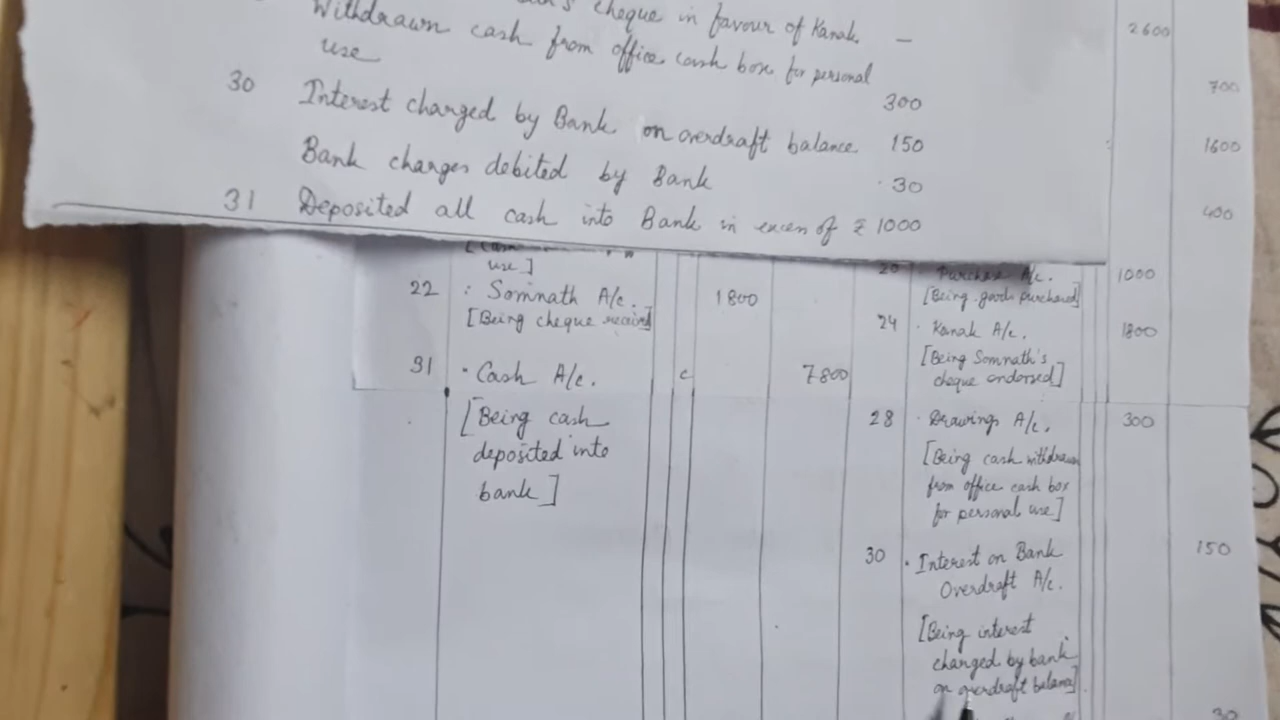 cheque in favour of Kanak. —
Withdrawn cash from office cash box for personal
use
300
30 Interest charged by Bank on overdraft balance 150
Bank charges debited by Bank 30
31 Deposited all cash into Bank in excess of ₹ 1000
2600
700
1600
400
use]
22 Somnath A/c. 1800
[Being cheque received]
31 Cash A/c. c 7800
[Being cash
deposited into
bank]
20 Purchase A/c. 1000
[Being goods purchased]
24 Kanak A/c. 1800
[Being Somnath's
cheque endorsed]
28 Drawings A/c. 300
[Being cash withdrawn
from office cash box
for personal use]
30 Interest on Bank 150
Overdraft A/c.
[Being interest
charged by bank
on overdraft balance]
30